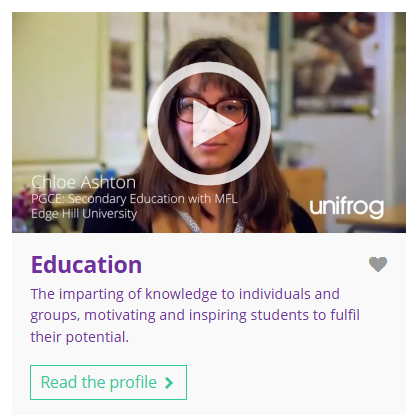 Chloe Ashton
PGCE: Secondary Education with MFL
Edge Hill University
unifrog
Education
The imparting of knowledge to individuals and
groups, motivating and inspiring students to fulfil
their potential.
Read the profile